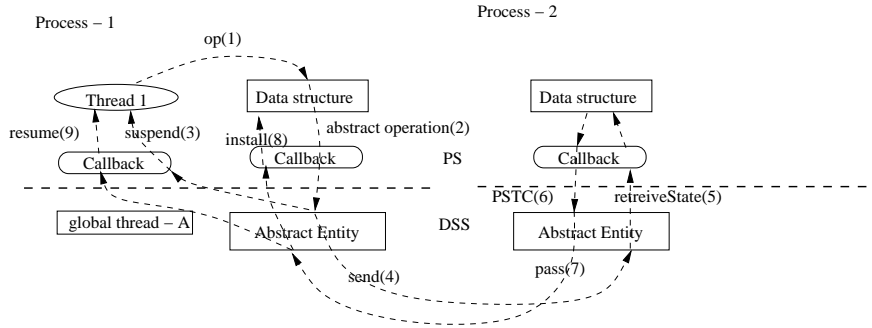 Process – 1
Process – 2
op(1)
Thread 1
Data structure
Data structure
resume(9)
suspend(3)
install(8)
abstract operation(2)
Callback
Callback
PS
Callback
PSTC(6)
retreiveState(5)
global thread – A
Abstract Entity
DSS
Abstract Entity
send(4)
pass(7)